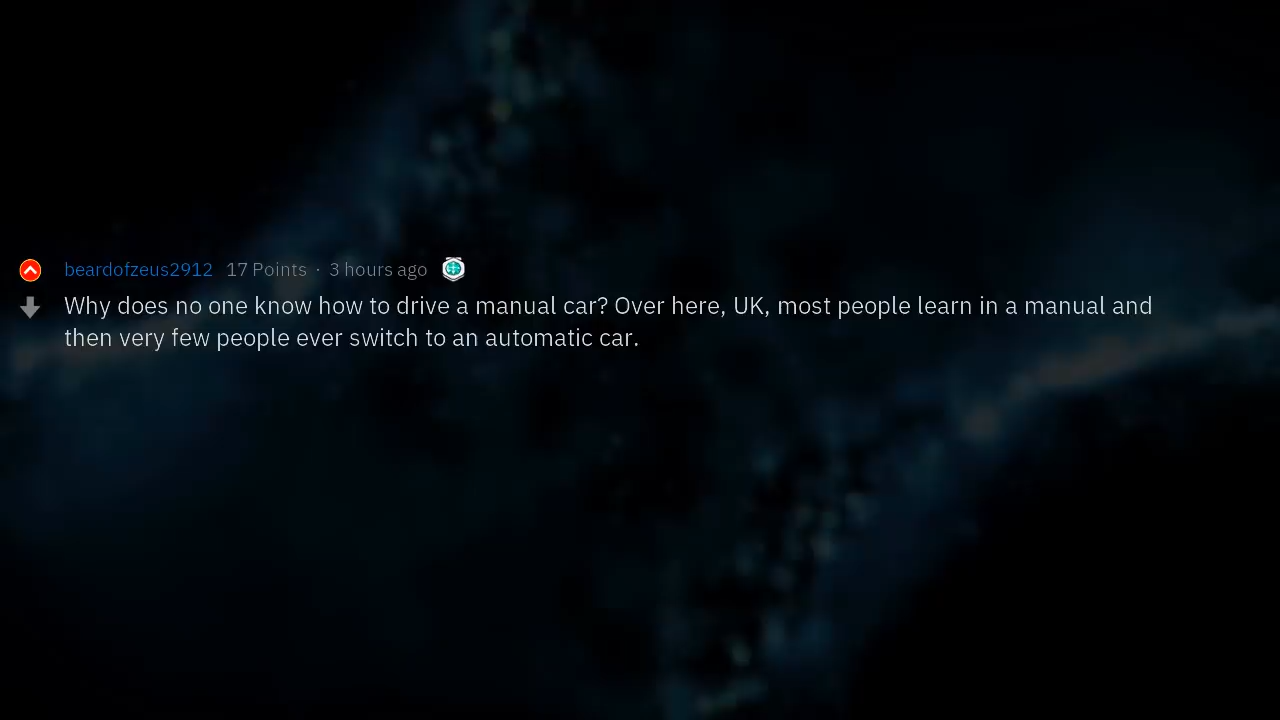 beardofzeus2912 17 Points · 3 hours ago
Why does no one know how to drive a manual car? Over here, UK, most people learn in a manual and
then very few people ever switch to an automatic car.